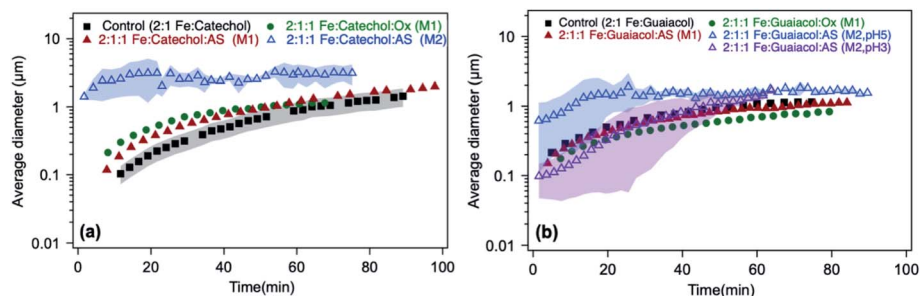 Control (2:1 Fe:Catechol)
2:1:1 Fe:Catechol:Ox (M1)
2:1:1 Fe:Catechol:AS (M1)
2:1:1 Fe:Catechol:AS (M2)
Average diameter (μm)
10
1
0.1
0.01
(a)
0
20
40
60
80
100
Time(min)
Control (2:1 Fe:Guaiacol)
2:1:1 Fe:Guaiacol:Ox (M1)
2:1:1 Fe:Guaiacol:AS (M1)
2:1:1 Fe:Guaiacol:AS (M2,pH5)
2:1:1 Fe:Guaiacol:AS (M2,pH3)
Average diameter (μm)
10
1
0.1
0.01
(b)
0
20
40
60
80
100
Time(min)